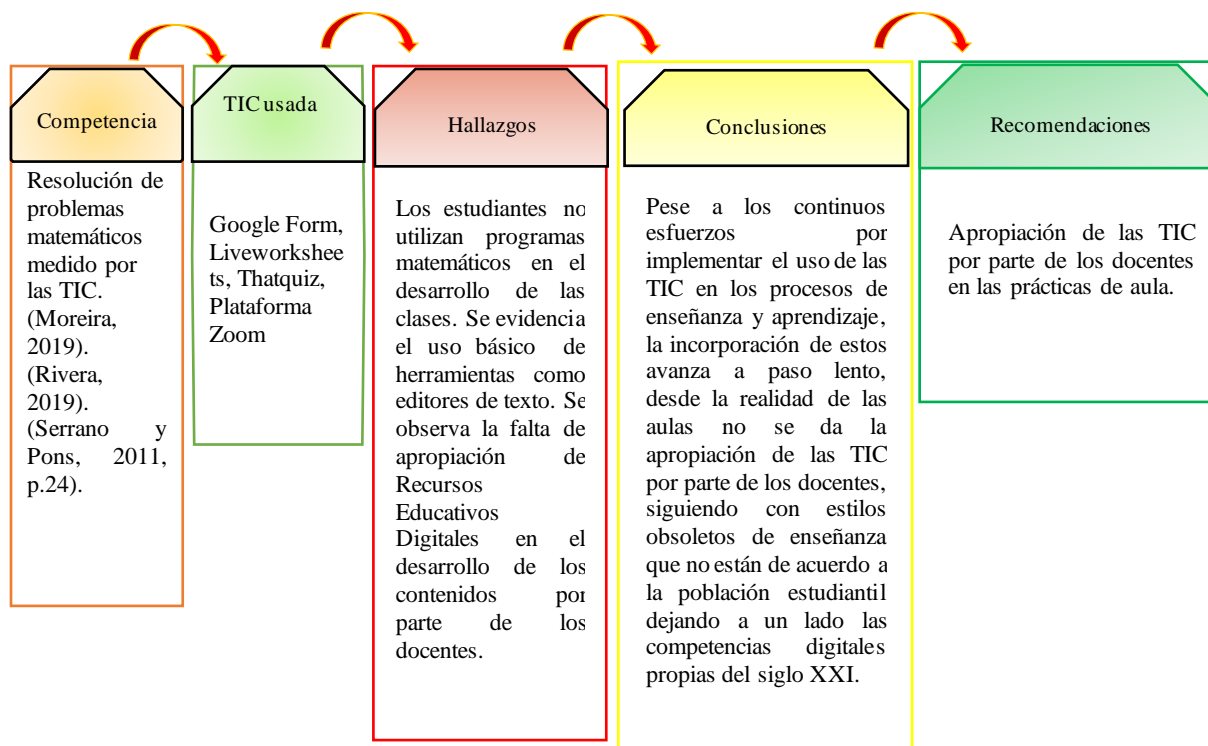 Competencia
Resolución de
problemas
matemáticos
medido por
las TIC.
(Moreira,
2019).
(Rivera,
2019).
(Serrano y
Pons, 2011,
p.24).
TIC usada
Google Form,
Liveworkshee
ts, Thatquiz,
Plataforma
Zoom
Hallazgos
Los estudiantes no
utilizan programas
matemáticos en el
desarrollo de las
clases. Se evidencia
el uso básico de
herramientas como
editores de texto. Se
observa la falta de
apropiación de
Recursos
Educativos
Digitales en el
desarrollo de los
contenidos por
parte de los
docentes.
Conclusiones
Pese a los continuos
esfuerzos por
implementar el uso de las
TIC en los procesos de
enseñanza y aprendizaje,
la incorporación de estos
avanza a paso lento,
desde la realidad de las
aulas no se da la
apropiación de las TIC
por parte de los docentes,
siguiendo con estilos
obsoletos de enseñanza
que no están de acuerdo a
la población estudiantil
dejando a un lado las
competencias digitales
propias del siglo XXI.
Recomendaciones
Apropiación de las TIC
por parte de los docentes
en las prácticas de aula.